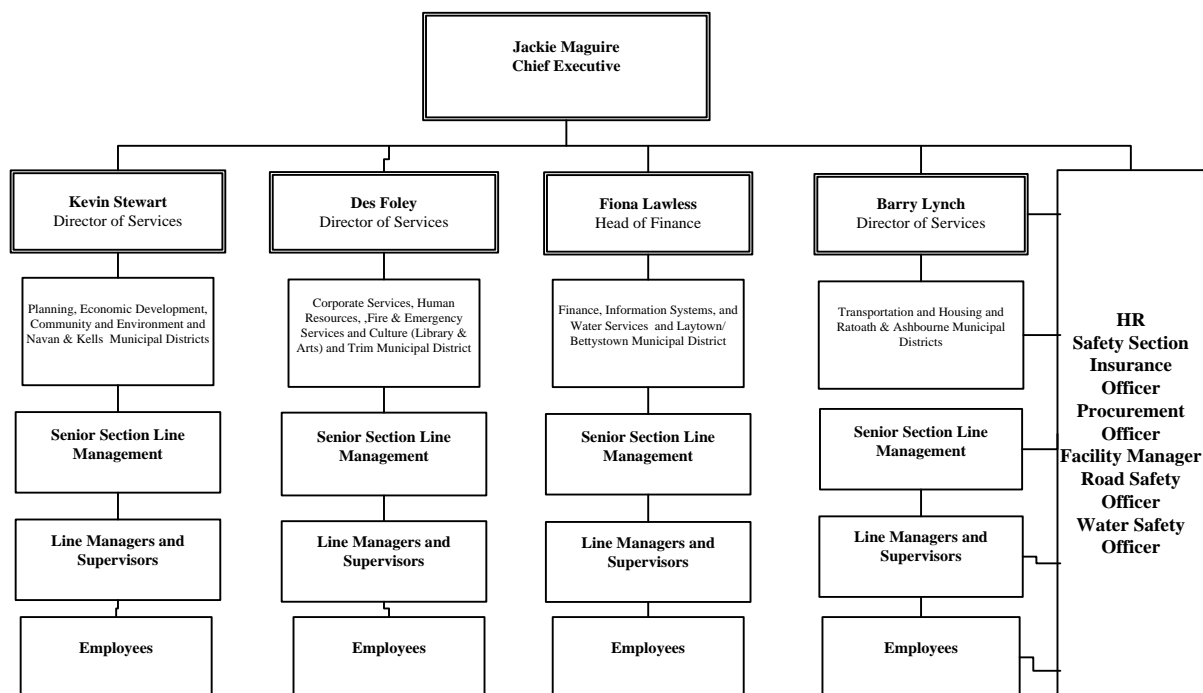 Jackie Maguire
Chief Executive
Kevin Stewart
Director of Services
Des Foley
Director of Services
Fiona Lawless
Head of Finance
Barry Lynch
Director of Services
Planning, Economic Development,
Community and Environment and
Navan & Kells Municipal Districts
Corporate Services, Human
Resources, ,Fire & Emergency
Services and Culture (Library &
Arts) and Trim Municipal District
Finance, Information Systems, and
Water Services and Laytown/
Bettystown Municipal District
Transportation and Housing and
Ratoath & Ashbourne Municipal
Districts
Senior Section Line
Management
Senior Section Line
Management
Senior Section Line
Management
Senior Section Line
Management
Line Managers and
Supervisors
Line Managers and
Supervisors
Line Managers and
Supervisors
Line Managers and
Supervisors
Employees
Employees
Employees
Employees
HR
Safety Section
Insurance
Officer
Procurement
Officer
Facility Manager
Road Safety
Officer
Water Safety
Officer